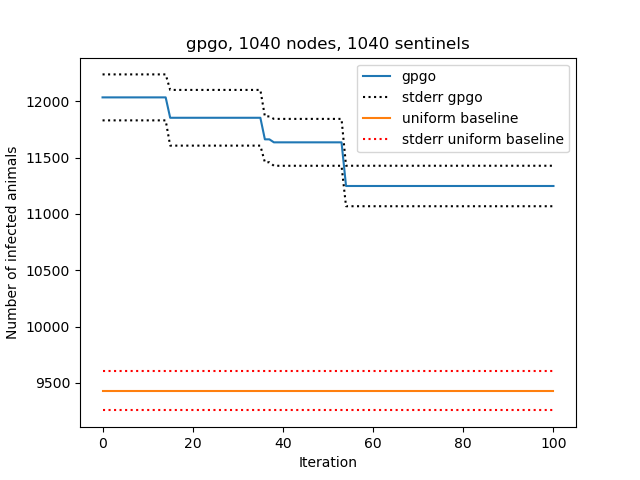 gpgo, 1040 nodes, 1040 sentinels
gpgo
stderr gpgo
uniform baseline
stderr uniform baseline
Number of infected animals
12000
11500
11000
10500
10000
9500
0 20 40 60 80 100
Iteration